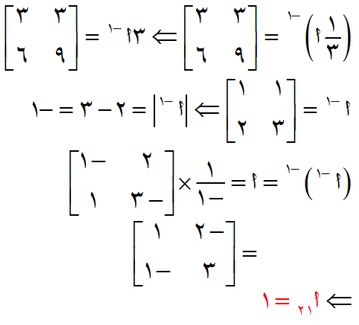 (١/٣ أ)^−١ = [٣ ٣ ; ٩ ٦] ⇐ ٣أ^−١ = [٣ ٣ ; ٩ ٦]
أ^−١ = [١ ١ ; ٣ ٢] ⇐ |أ^−١| = ٢ − ٣ = −١
(أ^−١)^−١ = أ = ١/−١ × [٢ −١ ; −٣ ١]
= [−٢ ١ ; ٣ −١]
⇐ أ٢١ = ١